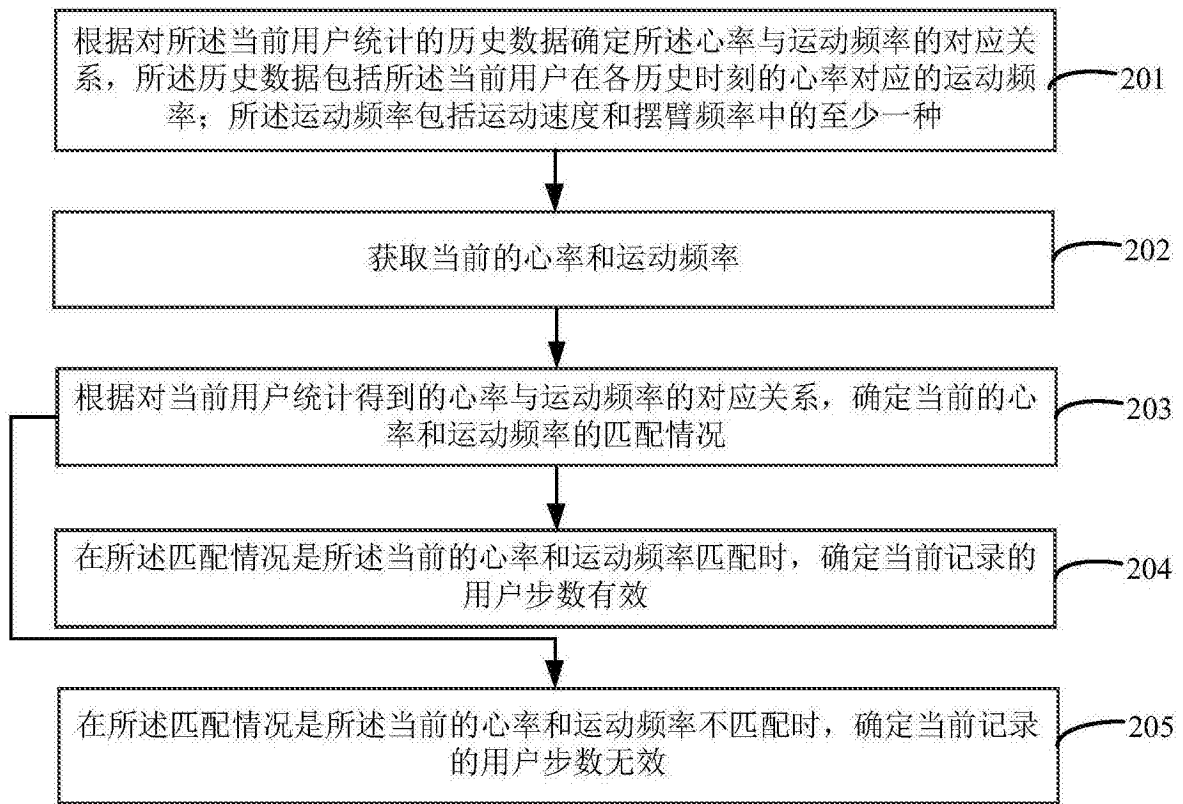 根据对所述当前用户统计的历史数据确定所述心率与运动频率的对应关
系，所述历史数据包括所述当前用户在各历史时刻的心率对应的运动频
率；所述运动频率包括运动速度和摆臂频率中的至少一种
201
获取当前的心率和运动频率
202
根据对当前用户统计得到的心率与运动频率的对应关系，确定当前的心
率和运动频率的匹配情况
203
在所述匹配情况是所述当前的心率和运动频率匹配时，确定当前记录的
用户步数有效
204
在所述匹配情况是所述当前的心率和运动频率不匹配时，确定当前记录
的用户步数无效
205